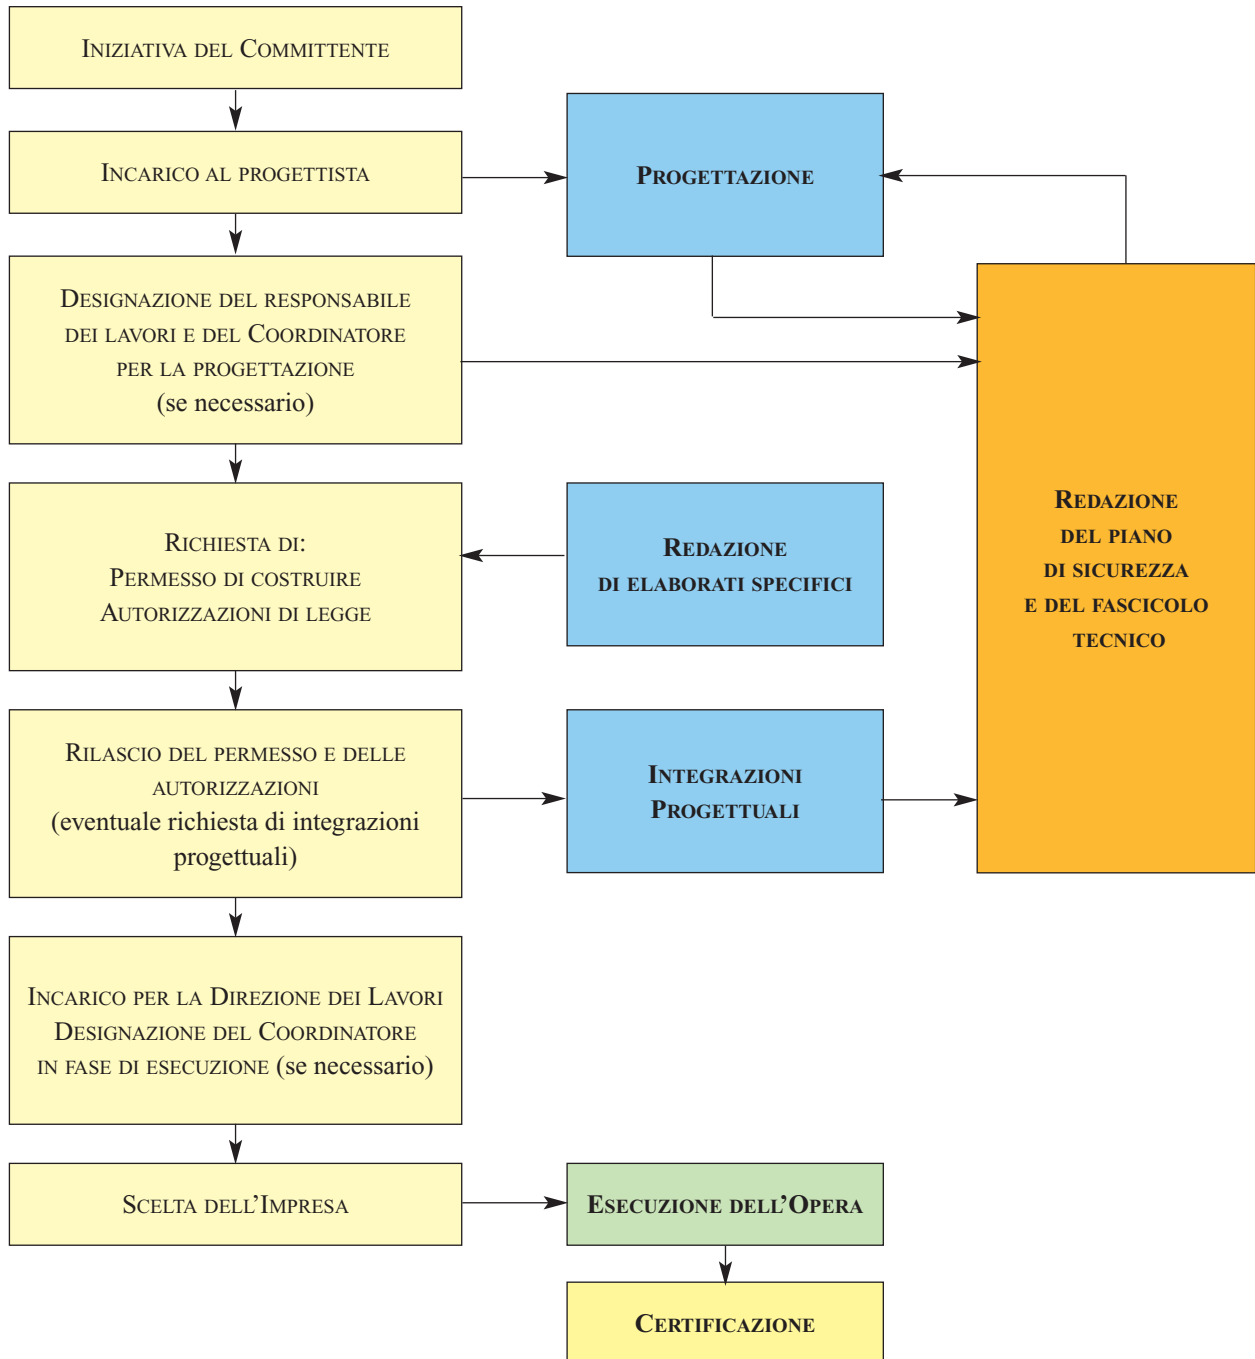 Iniziativa del Committente
Incarico al progettista
Progettazione
Designazione del responsabile
dei lavori e del Coordinatore
per la progettazione
(se necessario)
Richiesta di:
Permesso di costruire
Autorizzazioni di legge
Redazione
di elaborati specifici
Redazione
del piano
di sicurezza
e del fascicolo
tecnico
Rilascio del permesso e delle
autorizzazioni
(eventuale richiesta di integrazioni
progettuali)
Integrazioni
Progettuali
Incarico per la Direzione dei Lavori
Designazione del Coordinatore
in fase di esecuzione (se necessario)
Scelta dell’Impresa
Esecuzione dell’Opera
Certificazione